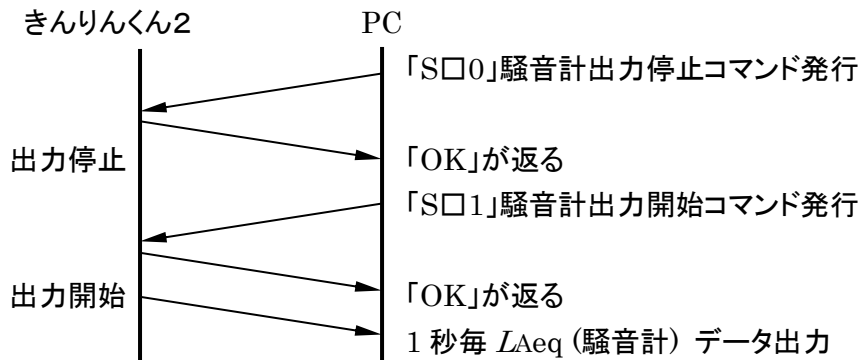 きんりんくん2 PC
「S□0」騒音計出力停止コマンド発行
出力停止 「OK」が返る
「S□1」騒音計出力開始コマンド発行
出力開始 「OK」が返る
1 秒毎 LAeq (騒音計) データ出力